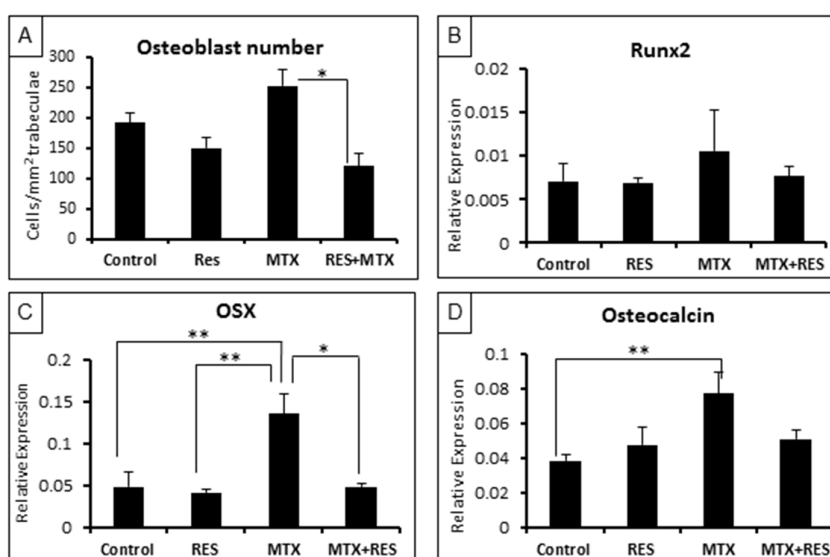 A
Osteoblast number
Cells/mm² trabeculae
300
250
200
150
100
50
0
*
Control Res MTX RES+MTX
B
Runx2
Relative Expression
0.02
0.015
0.01
0.005
0
Control RES MTX MTX+RES
C
OSX
Relative Expression
0.2
0.15
0.1
0.05
0
**
**
*
Control RES MTX MTX+RES
D
Osteocalcin
Relative Expression
0.1
0.08
0.06
0.04
0.02
0
**
Control RES MTX MTX+RES